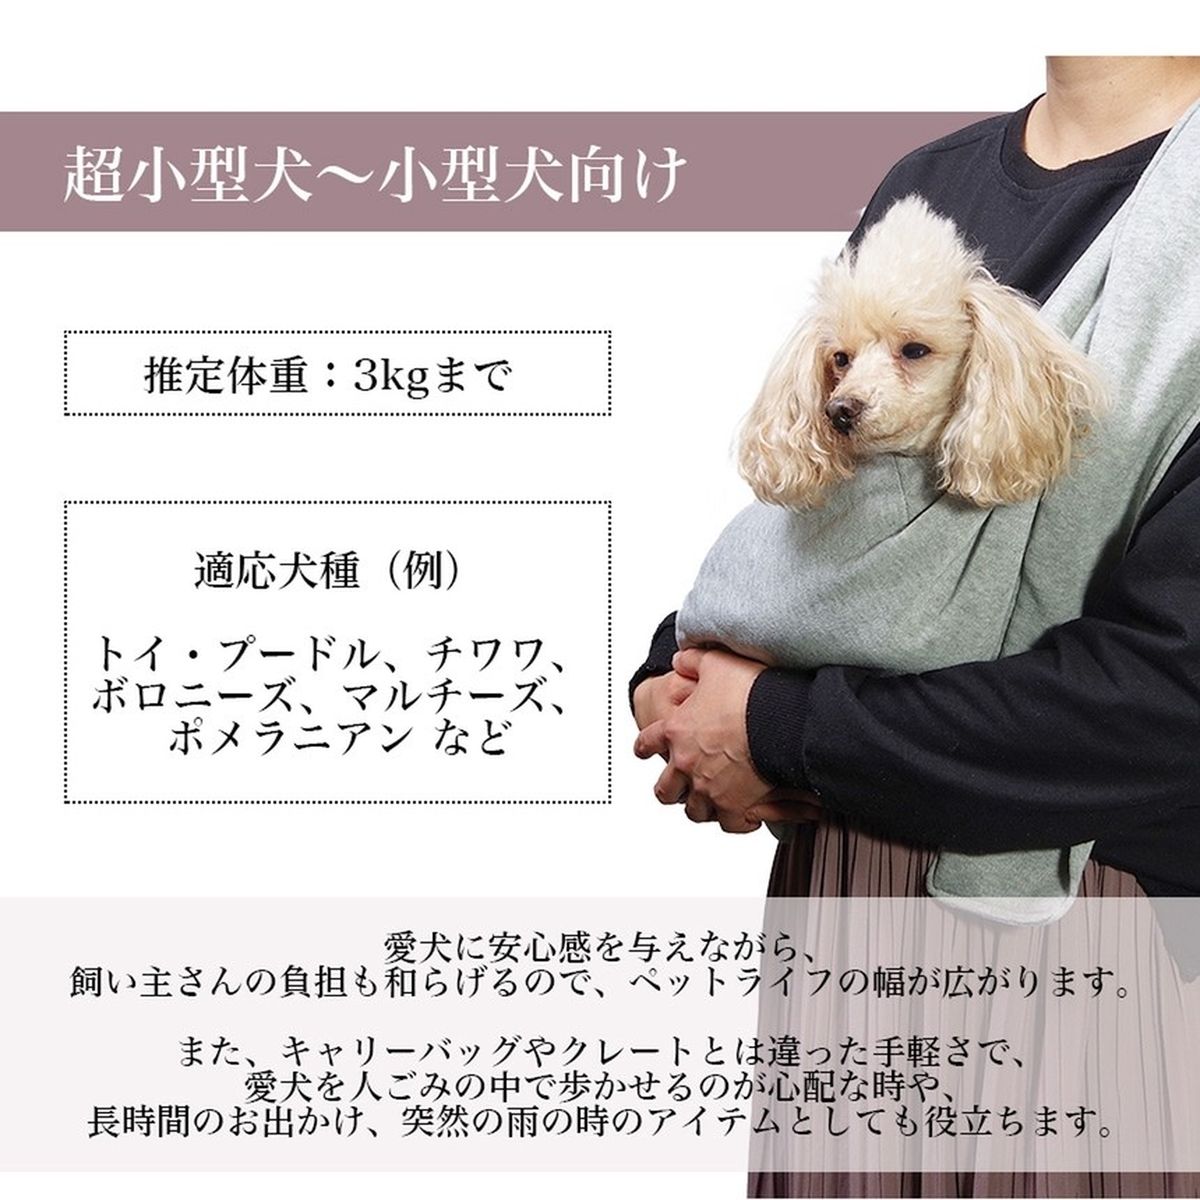 超小型犬～小型犬向け
推定体重：3kgまで
適応犬種（例）
トイ・プードル、チワワ、
ボロニーズ、マルチーズ、
ポメラニアン など
愛犬に安心感を与えながら、
飼い主さんの負担も和らげるので、ペットライフの幅が広がります。
また、キャリーバッグやクレートとは違った手軽さで、
愛犬を人ごみの中で歩かせるのが心配な時や、
長時間のお出かけ、突然の雨の時のアイテムとしても役立ちます。